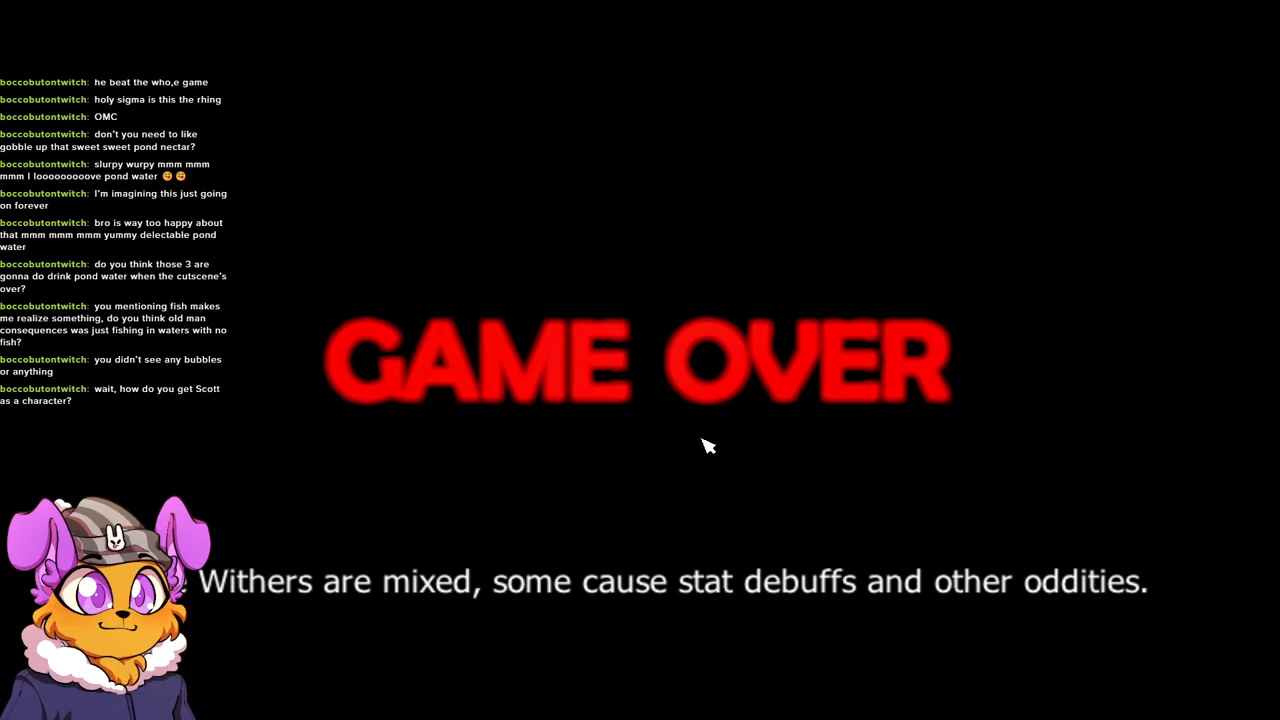 boccobutontwitch: he beat the who,e game
boccobutontwitch: holy sigma is this the rhing
boccobutontwitch: OMC
boccobutontwitch: don't you need to like
gobble up that sweet sweet pond nectar?
boccobutontwitch: slurpy wurpy mmm mmm
mmm I looooooooove pond water 😋 😋
boccobutontwitch: I'm imagining this just going
on forever
boccobutontwitch: bro is way too happy about
that mmm mmm mmm yummy delectable pond
water
boccobutontwitch: do you think those 3 are
gonna do drink pond water when the cutscene's
over?
boccobutontwitch: you mentioning fish makes
me realize something, do you think old man
consequences was just fishing in waters with no
fish?
boccobutontwitch: you didn't see any bubbles
or anything
boccobutontwitch: wait, how do you get Scott
as a character?
GAME OVER
Withers are mixed, some cause stat debuffs and other oddities.